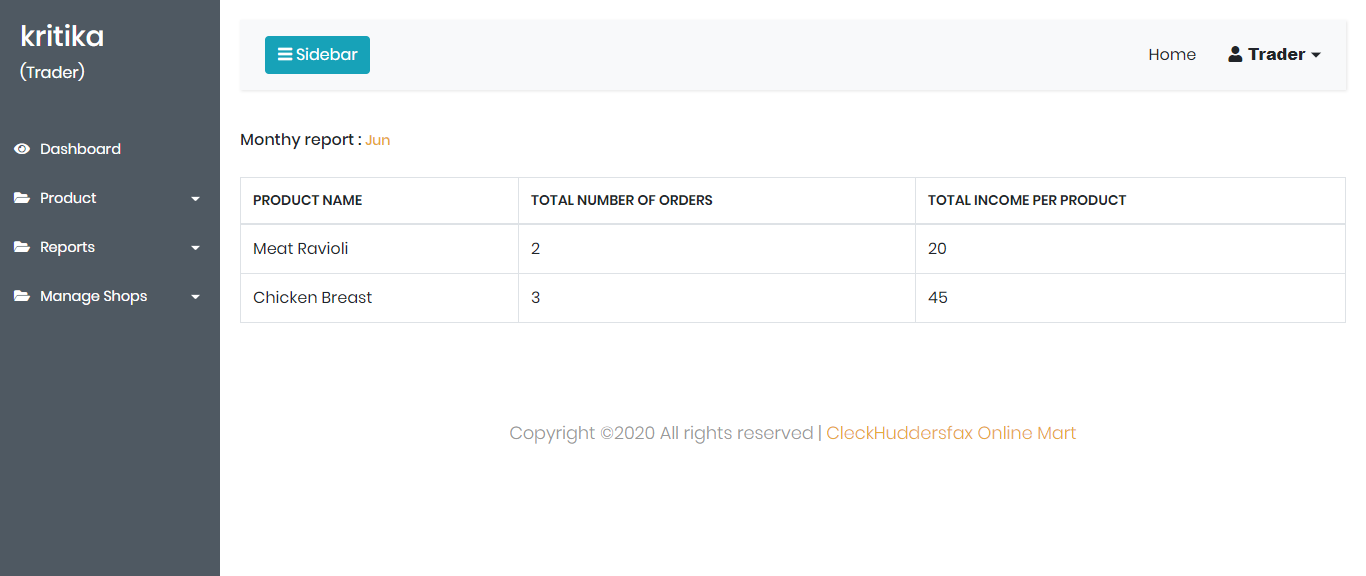 kritika
(Trader)
Dashboard
Product
Reports
Manage Shops
Sidebar
Home
Trader
Monthy report : Jun
PRODUCT NAME TOTAL NUMBER OF ORDERS TOTAL INCOME PER PRODUCT
Meat Ravioli 2 20
Chicken Breast 3 45
Copyright ©2020 All rights reserved | CleckHuddersfax Online Mart